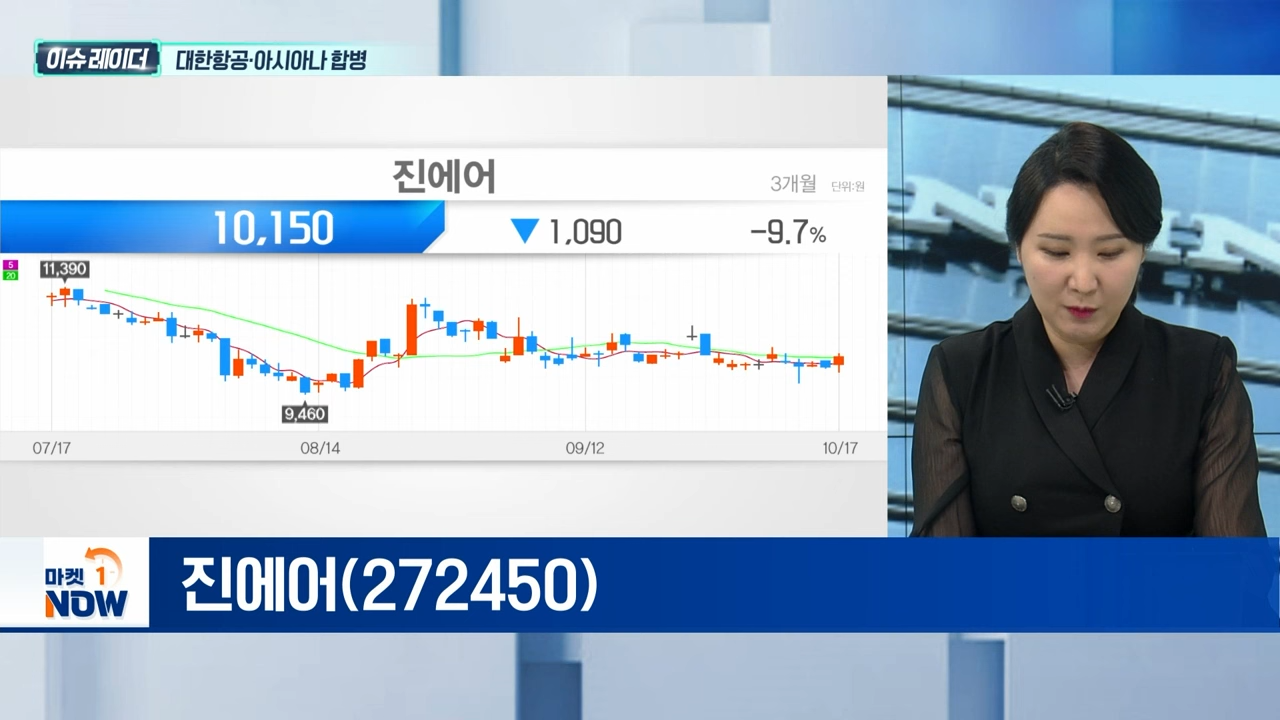 이슈 레이더
대한항공·아시아나 합병
진에어
3개월 단위:원
10,150 ▼ 1,090 -9.7%
5
20
11,390
9,460
07/17 08/14 09/12 10/17
마켓 1
NOW
진에어(272450)